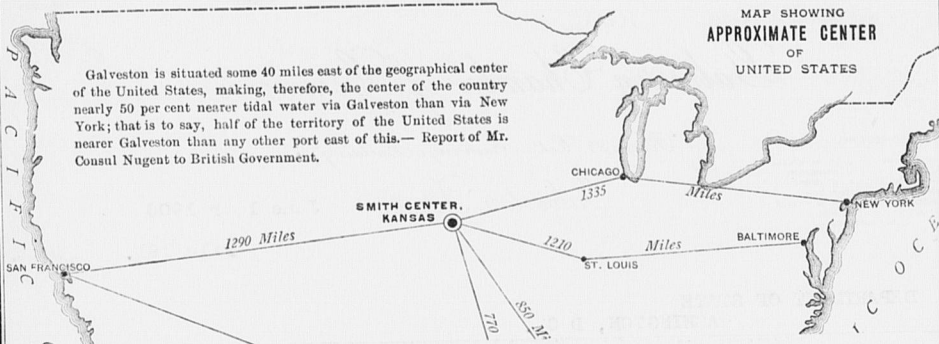 MAP SHOWING
APPROXIMATE CENTER
OF
UNITED STATES
Galveston is situated some 40 miles east of the geographical center
of the United States, making, therefore, the center of the country
nearly 50 per cent nearer tidal water via Galveston than via New
York; that is to say, half of the territory of the United States is
nearer Galveston than any other port east of this.— Report of Mr.
Consul Nugent to British Government.
PACIFIC
CHICAGO
1335 Miles
NEW YORK
SMITH CENTER,
KANSAS
1290 Miles
1210 Miles
BALTIMORE
ST. LOUIS
SAN FRANCISCO
770
850 Mi
OCE